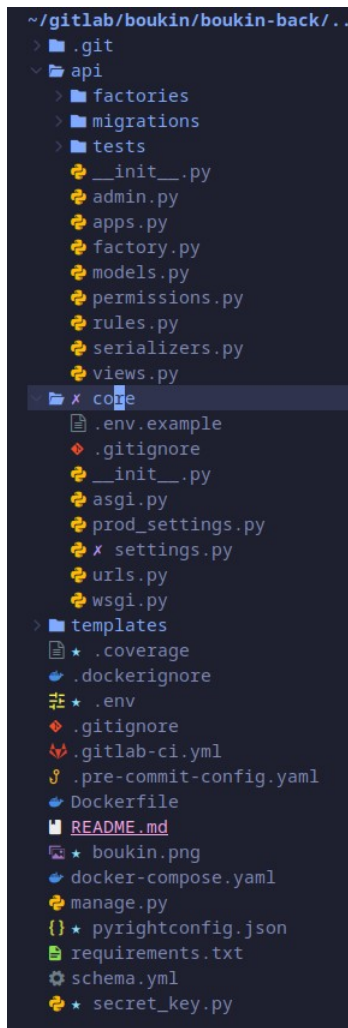 ~/gitlab/boukin/boukin-back/..
.git
api
factories
migrations
tests
__init__.py
admin.py
apps.py
factory.py
models.py
permissions.py
rules.py
serializers.py
views.py
✗ core
.env.example
.gitignore
__init__.py
asgi.py
prod_settings.py
✗ settings.py
urls.py
wsgi.py
templates
★ .coverage
.dockerignore
★ .env
.gitignore
.gitlab-ci.yml
.pre-commit-config.yaml
Dockerfile
README.md
★ boukin.png
docker-compose.yaml
manage.py
{} ★ pyrightconfig.json
requirements.txt
schema.yml
★ secret_key.py